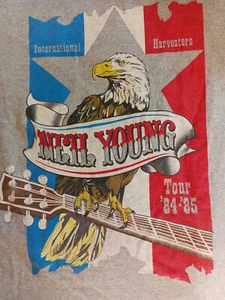 International Harvesters
NEIL YOUNG
Tour
'84-'85